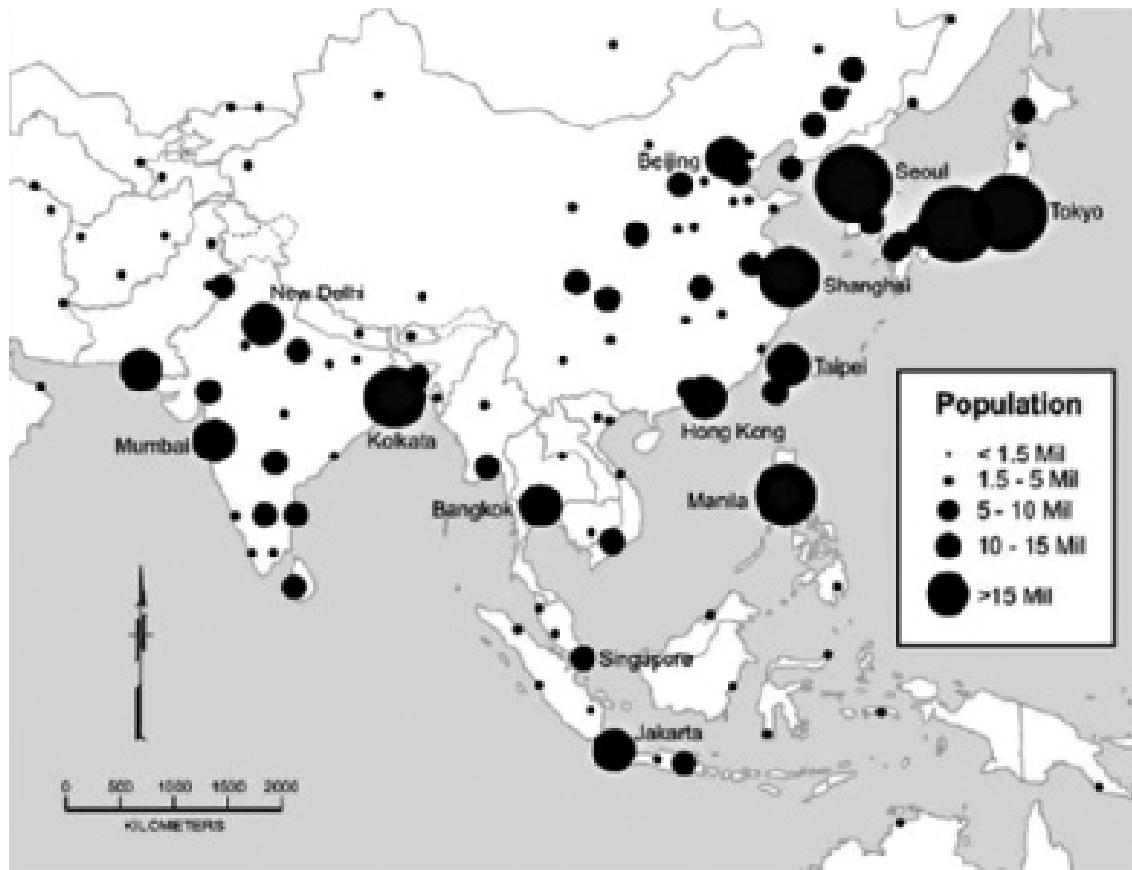 Beijing
Seoul
Tokyo
Shanghai
New Delhi
Taipei
Mumbai
Kolkata
Hong Kong
Bangkok
Manila
Singapore
Jakarta
Population
< 1.5 Mil
1.5 - 5 Mil
5 - 10 Mil
10 - 15 Mil
>15 Mil
0 500 1000 1500 2000
KILOMETERS